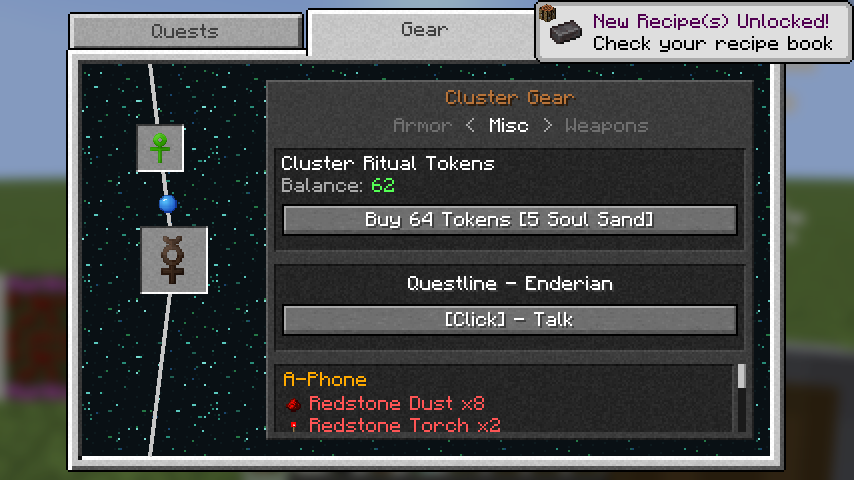 Quests
Gear
New Recipe(s) Unlocked!
Check your recipe book
Cluster Gear
Armor < Misc > Weapons
Cluster Ritual Tokens
Balance: 62
Buy 64 Tokens [5 Soul Sand]
Questline - Enderian
[Click] - Talk
A-Phone
Redstone Dust x8
Redstone Torch x2